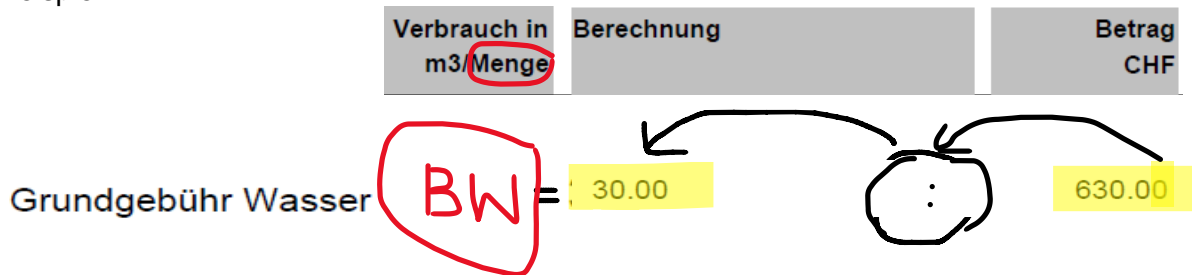 Verbrauch in Berechnung Betrag
m3/Menge CHF
Grundgebühr Wasser BW = 30.00 : 630.00